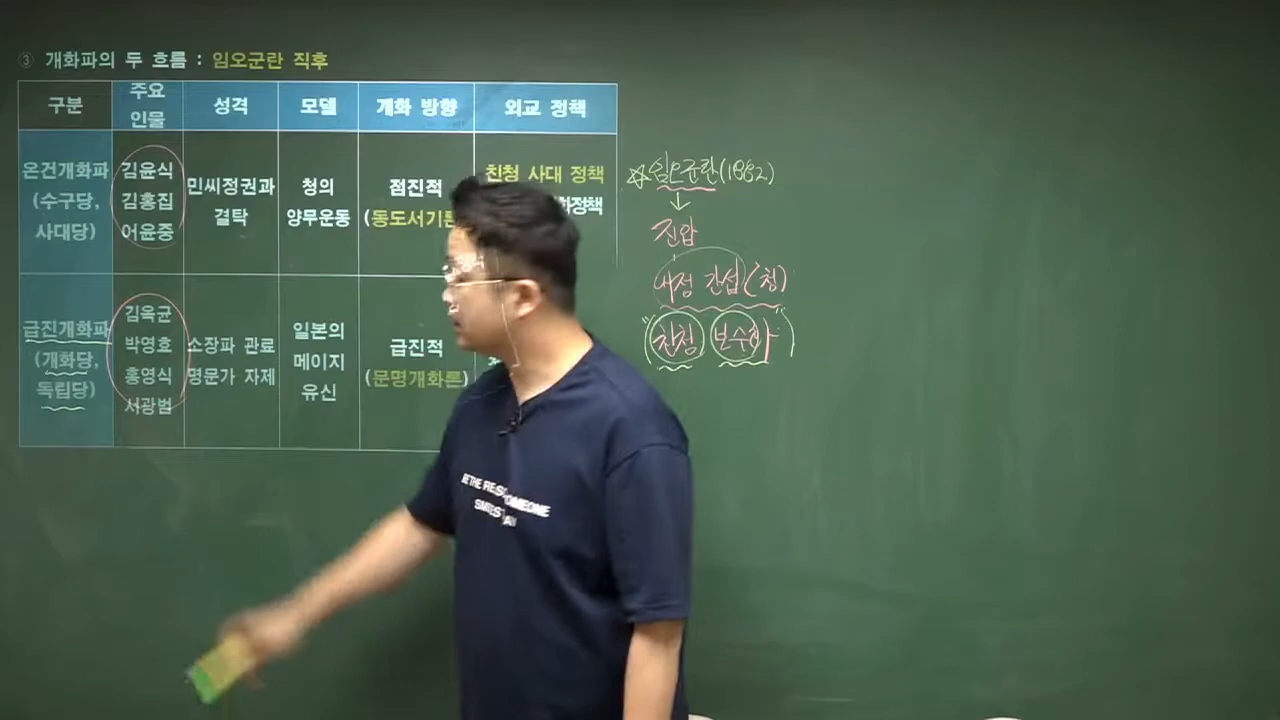 ③ 개화파의 두 흐름 : 임오군란 직후
구분 주요 인물 성격 모델 개화 방향 외교 정책
온건개화파
(수구당,
사대당)
김윤식
김홍집
어윤중
민씨정권과
결탁
청의
양무운동
점진적
(동도서기론
친청 사대 정책
화정책
급진개화파
(개화당,
독립당)
김옥균
박영효
홍영식
서광범
소장파 관료
명문가 자제
일본의
메이지
유신
급진적
(문명개화론)
☆임오군란(1882)
↓
진압
내정 간섭(청)
"친청 보수화"
BE THE